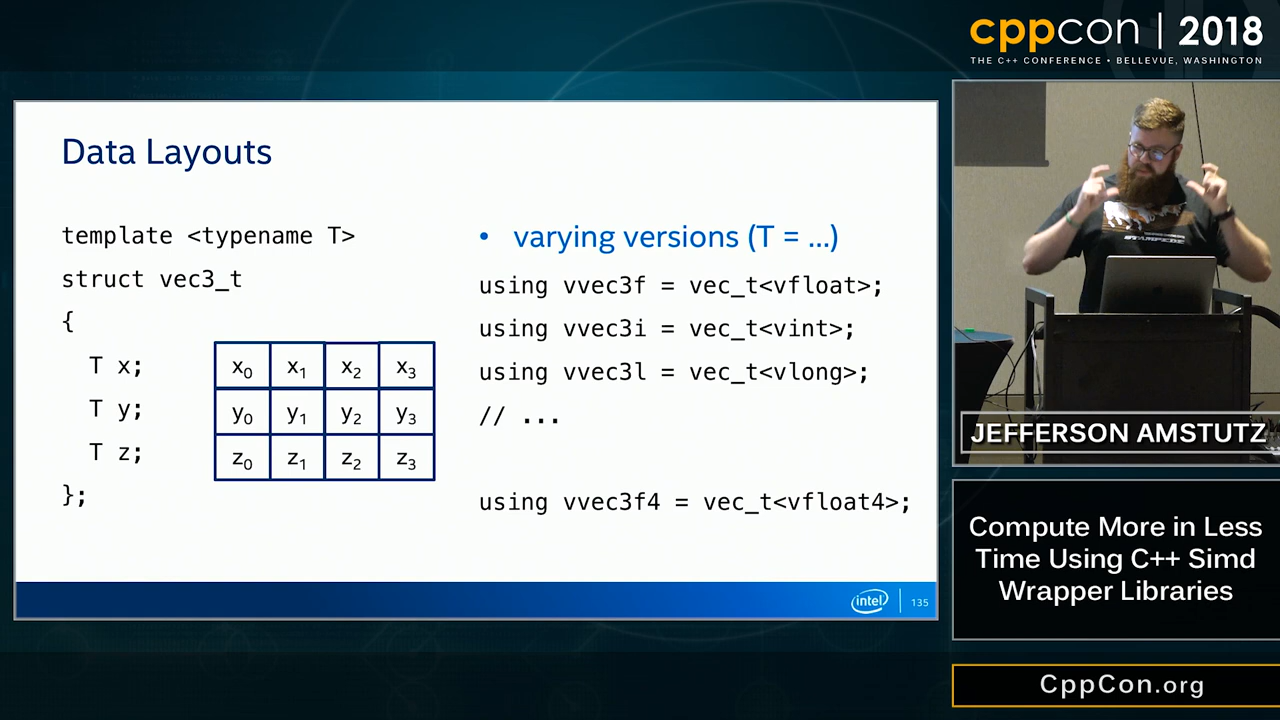 cppcon | 2018
THE C++ CONFERENCE • BELLEVUE, WASHINGTON
Data Layouts
template <typename T>
struct vec3_t
{
T x;
T y;
T z;
};
x₀ x₁ x₂ x₃
y₀ y₁ y₂ y₃
z₀ z₁ z₂ z₃
• varying versions (T = ...)
using vvec3f = vec_t<vfloat>;
using vvec3i = vec_t<vint>;
using vvec3l = vec_t<vlong>;
// ...
using vvec3f4 = vec_t<vfloat4>;
intel
135
STAMPEDE
JEFFERSON AMSTUTZ
Compute More in Less
Time Using C++ Simd
Wrapper Libraries
CppCon.org